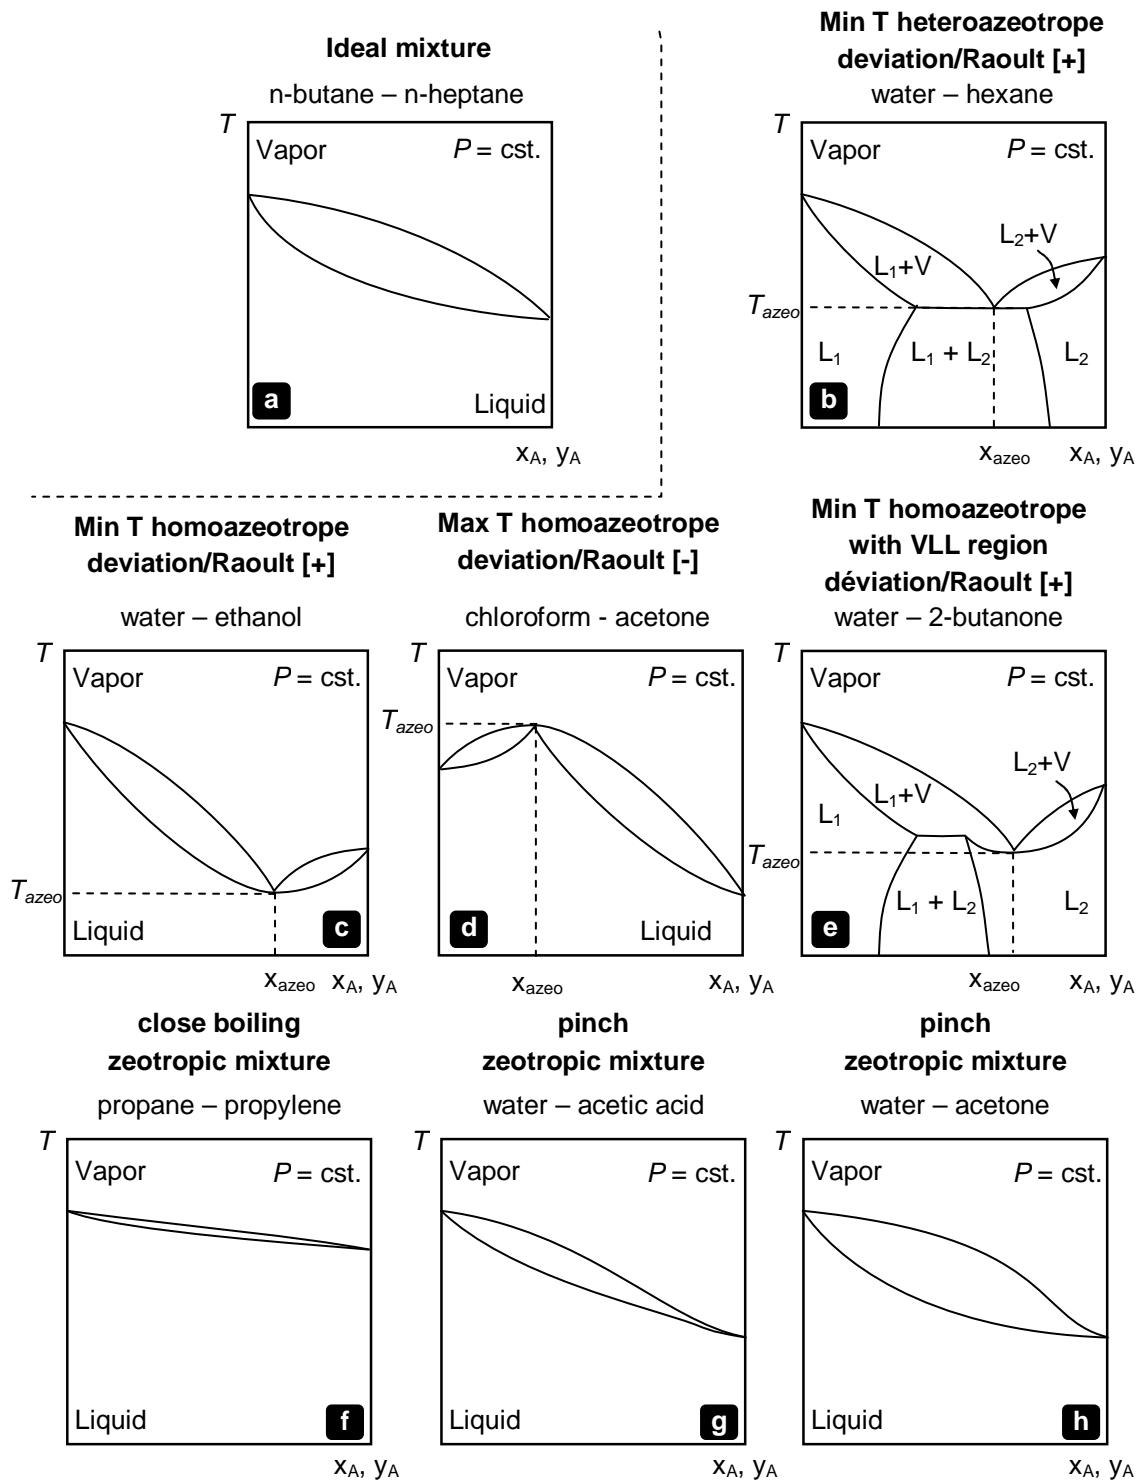 Ideal mixture
n-butane – n-heptane
T
Vapor P = cst.
a
Liquid
xA, yA
Min T heteroazeotrope
deviation/Raoult [+]
water – hexane
T
Vapor P = cst.
L2+V
L1+V
Tazeo
L1 L1 + L2 L2
b
xazeo xA, yA
Min T homoazeotrope
deviation/Raoult [+]
water – ethanol
T
Vapor P = cst.
Tazeo
Liquid c
xazeo xA, yA
Max T homoazeotrope
deviation/Raoult [-]
chloroform - acetone
T
Vapor P = cst.
Tazeo
d Liquid
xazeo xA, yA
Min T homoazeotrope
with VLL region
déviation/Raoult [+]
water – 2-butanone
T
Vapor P = cst.
L2+V
L1+V
L1
Tazeo
L1 + L2 L2
e
xazeo xA, yA
close boiling
zeotropic mixture
propane – propylene
T
Vapor P = cst.
Liquid f
xA, yA
pinch
zeotropic mixture
water – acetic acid
T
Vapor P = cst.
Liquid g
xA, yA
pinch
zeotropic mixture
water – acetone
T
Vapor P = cst.
Liquid h
xA, yA